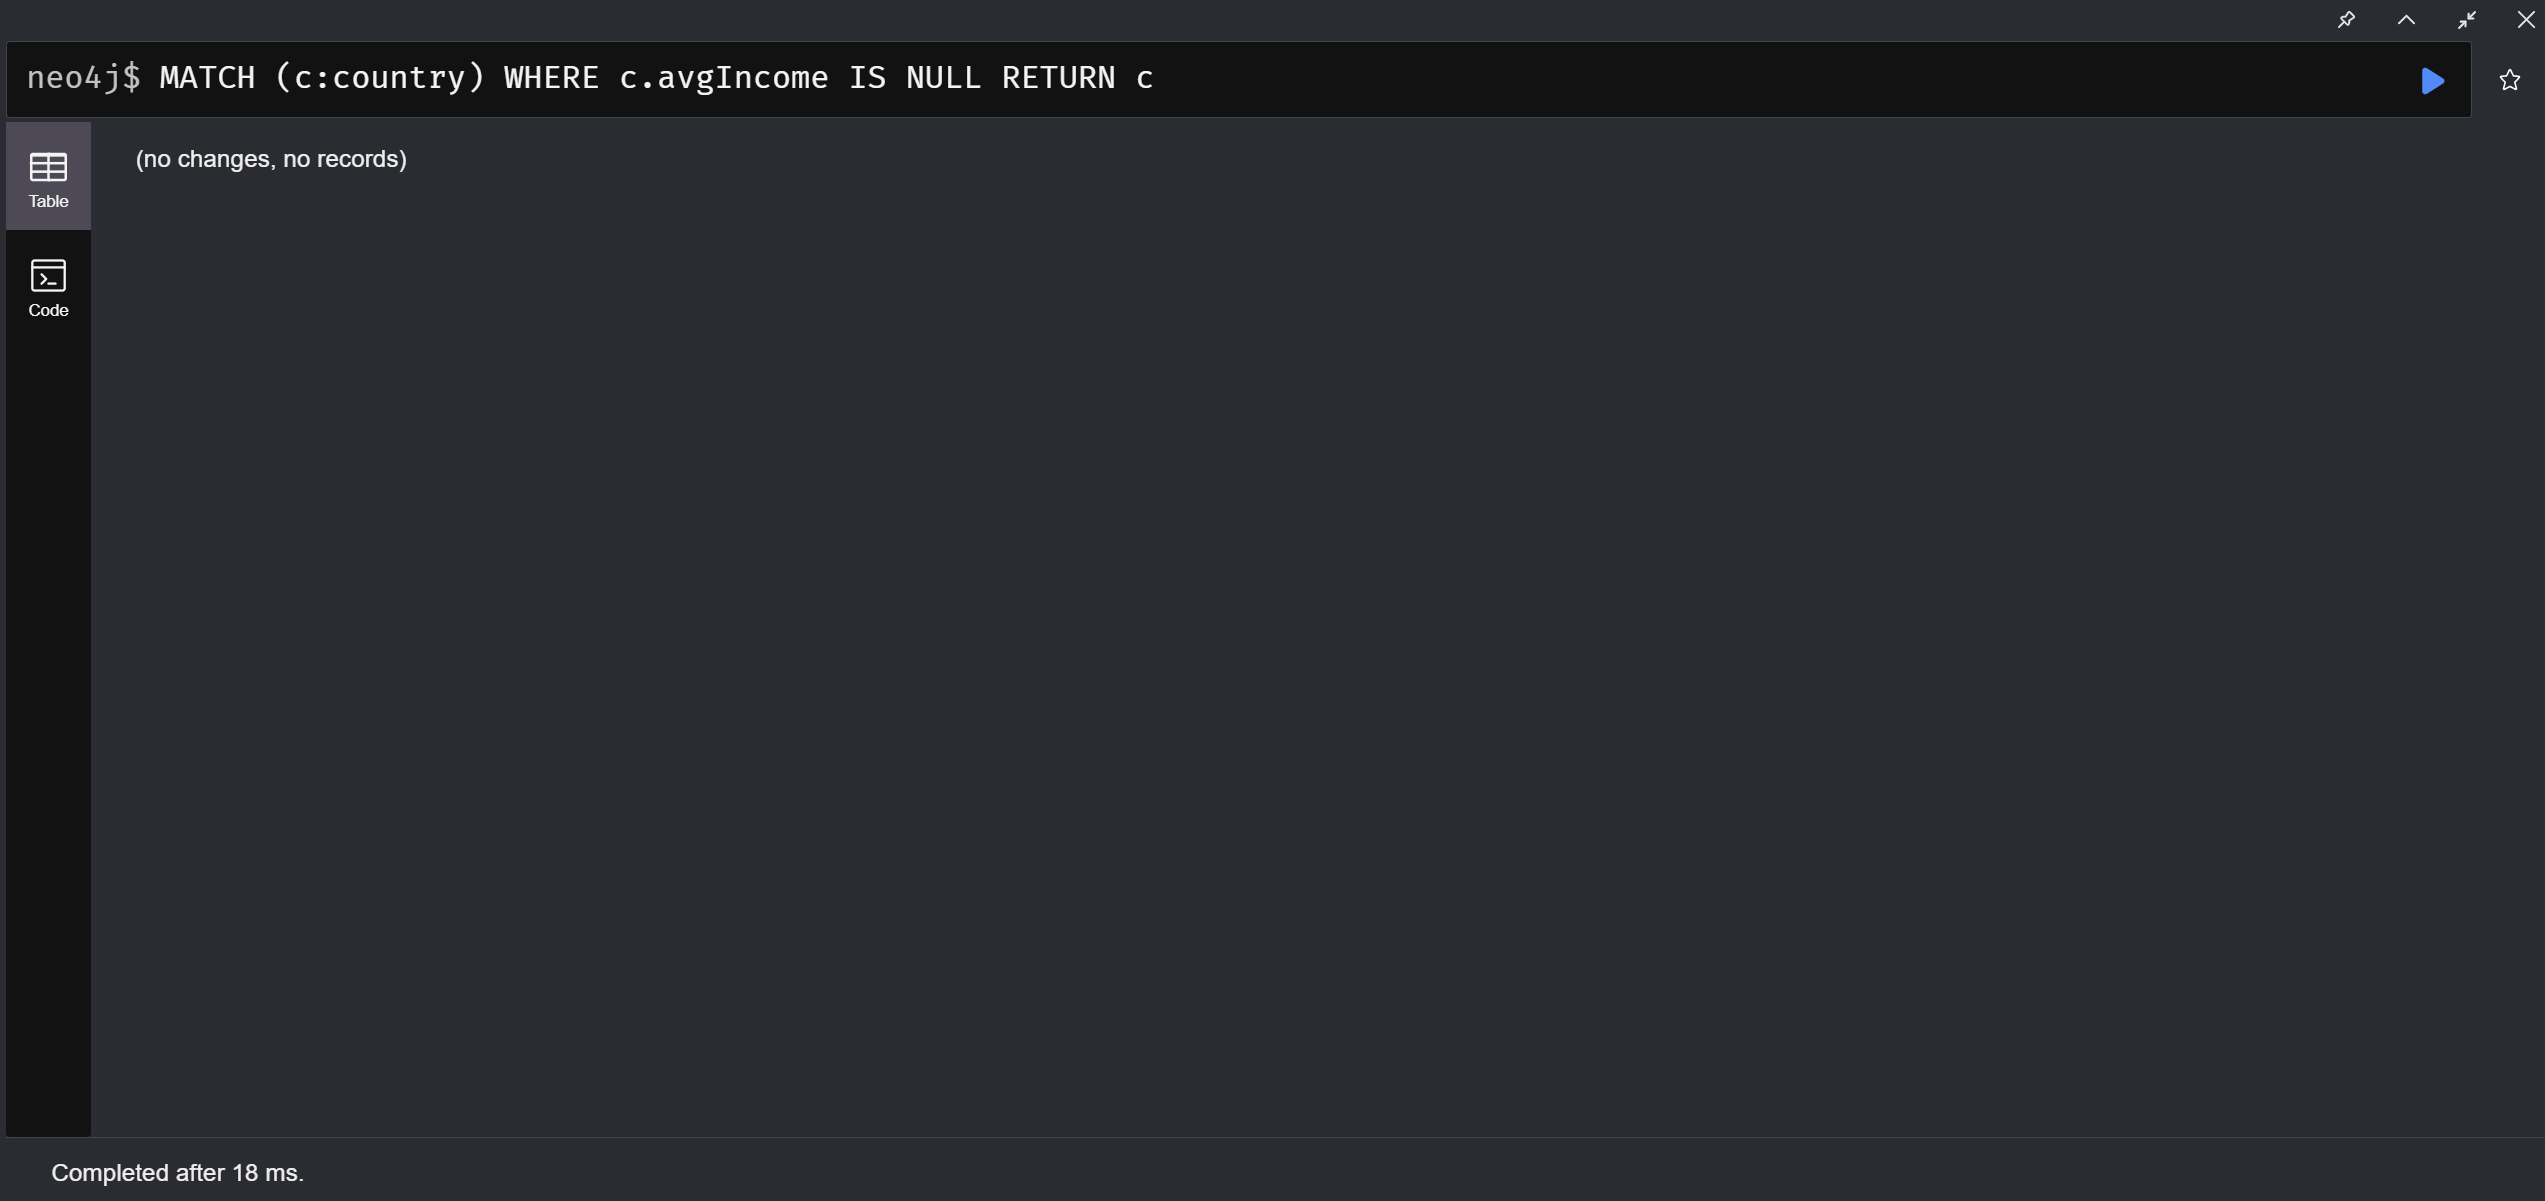 neo4j$ MATCH (c:country) WHERE c.avgIncome IS NULL RETURN c
(no changes, no records)
Table
Code
Completed after 18 ms.